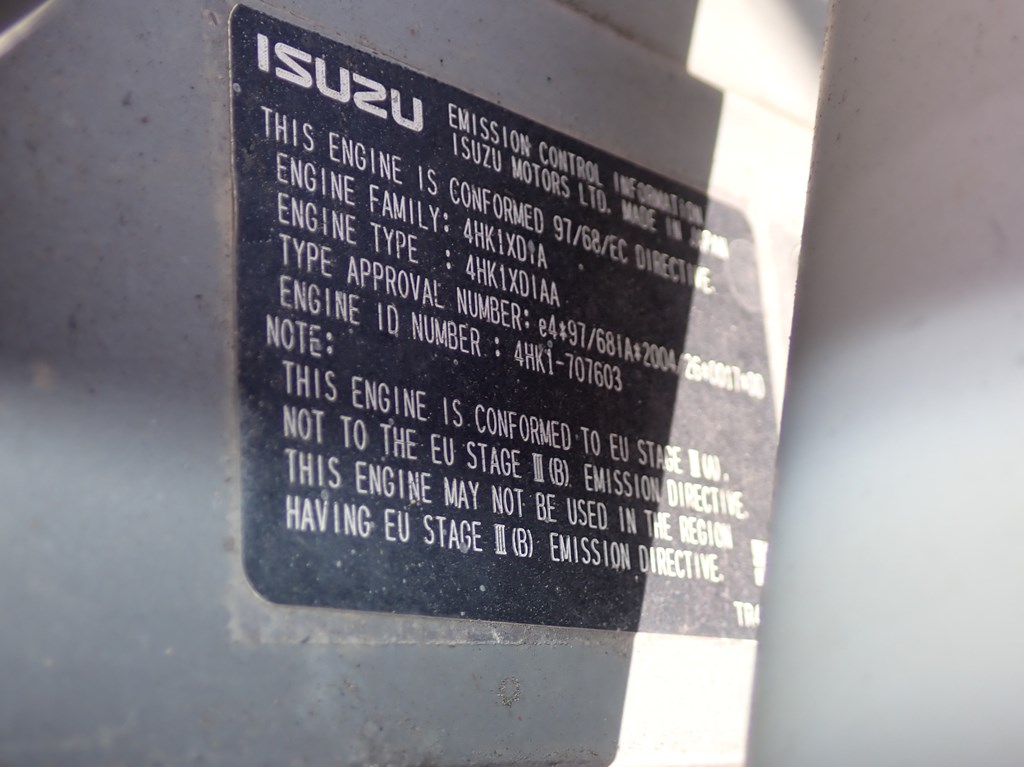 ISUZU
EMISSION CONTROL INFORMATION
ISUZU MOTORS LTD. MADE IN JAPAN
THIS ENGINE IS CONFORMED 97/68/EC DIRECTIVE.
ENGINE FAMILY: 4HK1XD1A
ENGINE TYPE : 4HK1XD1AA
TYPE APPROVAL NUMBER: e4*97/68IA*2004/26*0017*00
ENGINE ID NUMBER : 4HK1-707603
NOTE:
THIS ENGINE IS CONFORMED TO EU STAGE Ⅲ(A),
NOT TO THE EU STAGE Ⅲ(B) EMISSION DIRECTIVE.
THIS ENGINE MAY NOT BE USED IN THE REGION
HAVING EU STAGE Ⅲ(B) EMISSION DIRECTIVE.